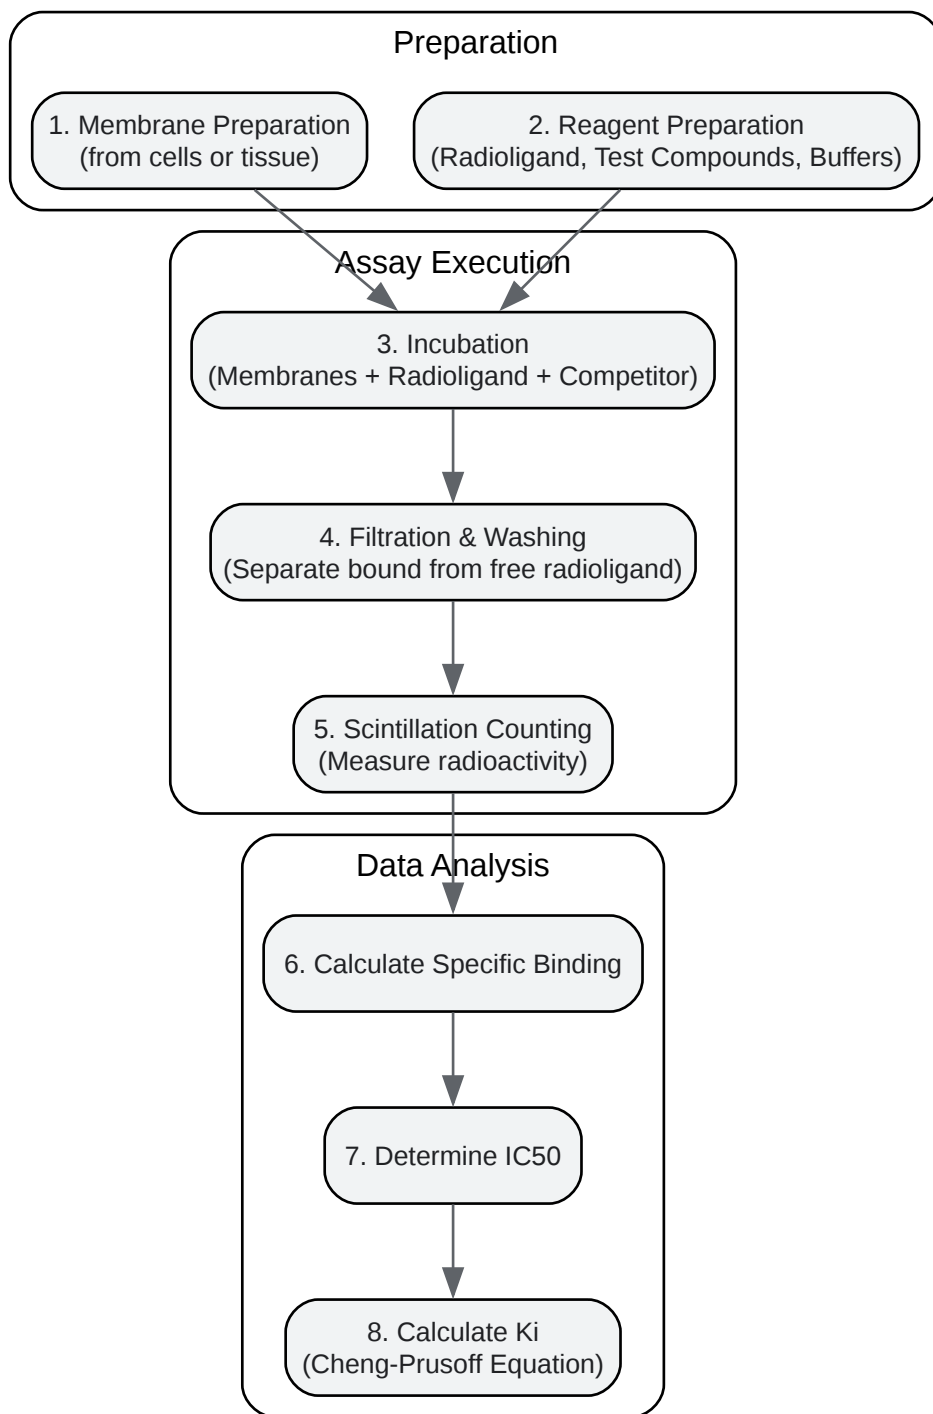 Preparation
1. Membrane Preparation
(from cells or tissue)
2. Reagent Preparation
(Radioligand, Test Compounds, Buffers)
Assay Execution
3. Incubation
(Membranes + Radioligand + Competitor)
4. Filtration & Washing
(Separate bound from free radioligand)
5. Scintillation Counting
(Measure radioactivity)
Data Analysis
6. Calculate Specific Binding
7. Determine IC50
8. Calculate Ki
(Cheng-Prusoff Equation)